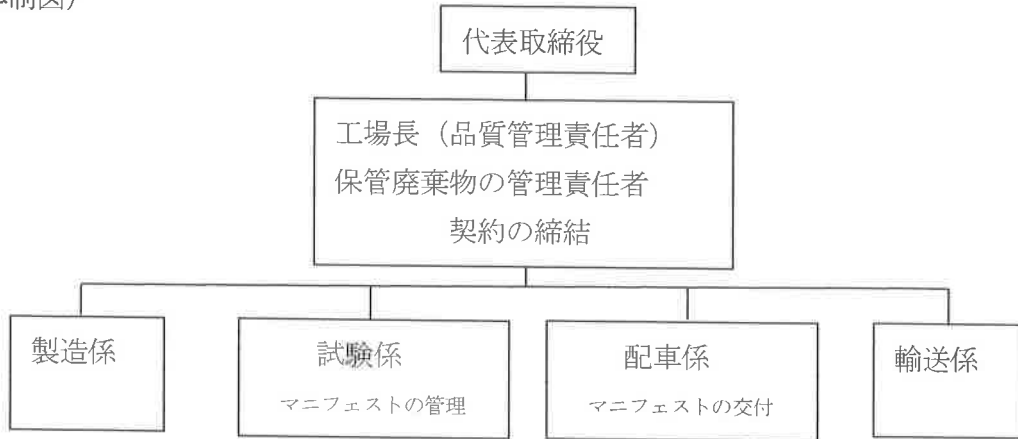 制図)
代表取締役
工場長（品質管理責任者）
保管廃棄物の管理責任者
契約の締結
製造係
試験係
配車係
輸送係
マニフェストの管理
マニフェストの交付